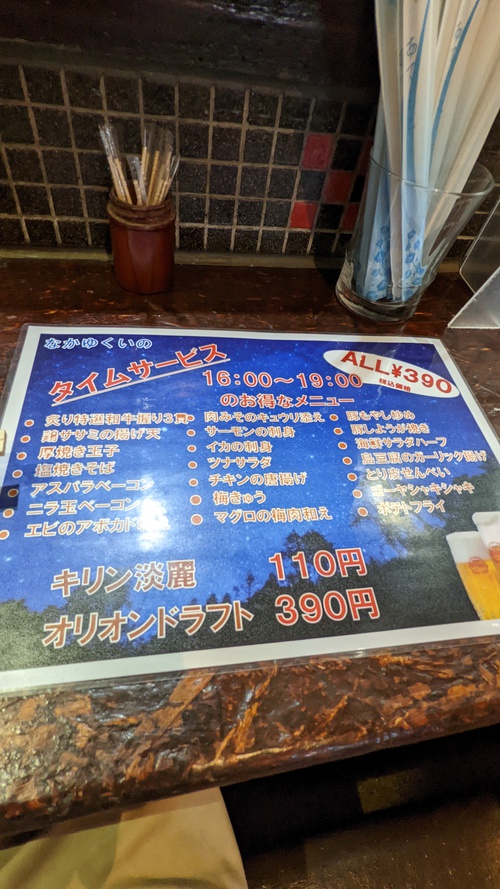 なかゆくいの
タイムサービス
ALL¥390
税込価格
16:00〜19:00
のお得なメニュー
炙り特選和牛握り3貫
鶏ササミの揚げ天
厚焼き玉子
塩焼きそば
アスパラベーコン
ニラ玉ベーコン
エビのアボカド
肉みそのキュウリ添え
サーモンの刺身
イカの刺身
ツナサラダ
チキンの唐揚げ
梅きゅう
マグロの梅肉和え
豚もやし炒め
豚しょうが焼き
海鮮サラダハーフ
島豆腐のガーリック揚げ
とり皮せんべい
ゴーヤシャキシャキ
ポテトフライ
キリン淡麗 110円
オリオンドラフト 390円